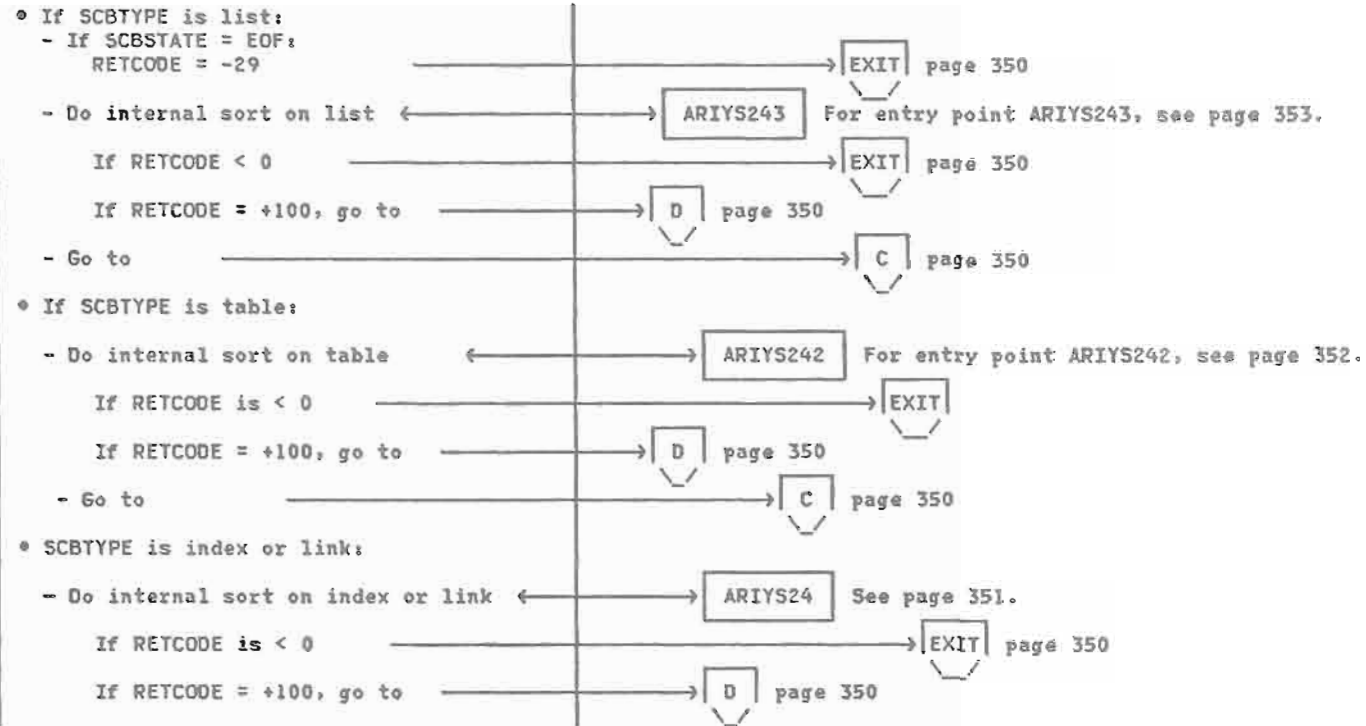 • If SCBTYPE is list:
- If SCBSTATE = EOF:
RETCODE = -29 EXIT page 350
- Do internal sort on list ARIYS243 For entry point ARIYS243, see page 353.
If RETCODE < 0 EXIT page 350
If RETCODE = +100, go to D page 350
- Go to C page 350
• If SCBTYPE is table:
- Do internal sort on table ARIYS242 For entry point ARIYS242, see page 352.
If RETCODE is < 0 EXIT
If RETCODE = +100, go to D page 350
- Go to C page 350
• SCBTYPE is index or link:
- Do internal sort on index or link ARIYS24 See page 351.
If RETCODE is < 0 EXIT page 350
If RETCODE = +100, go to D page 350